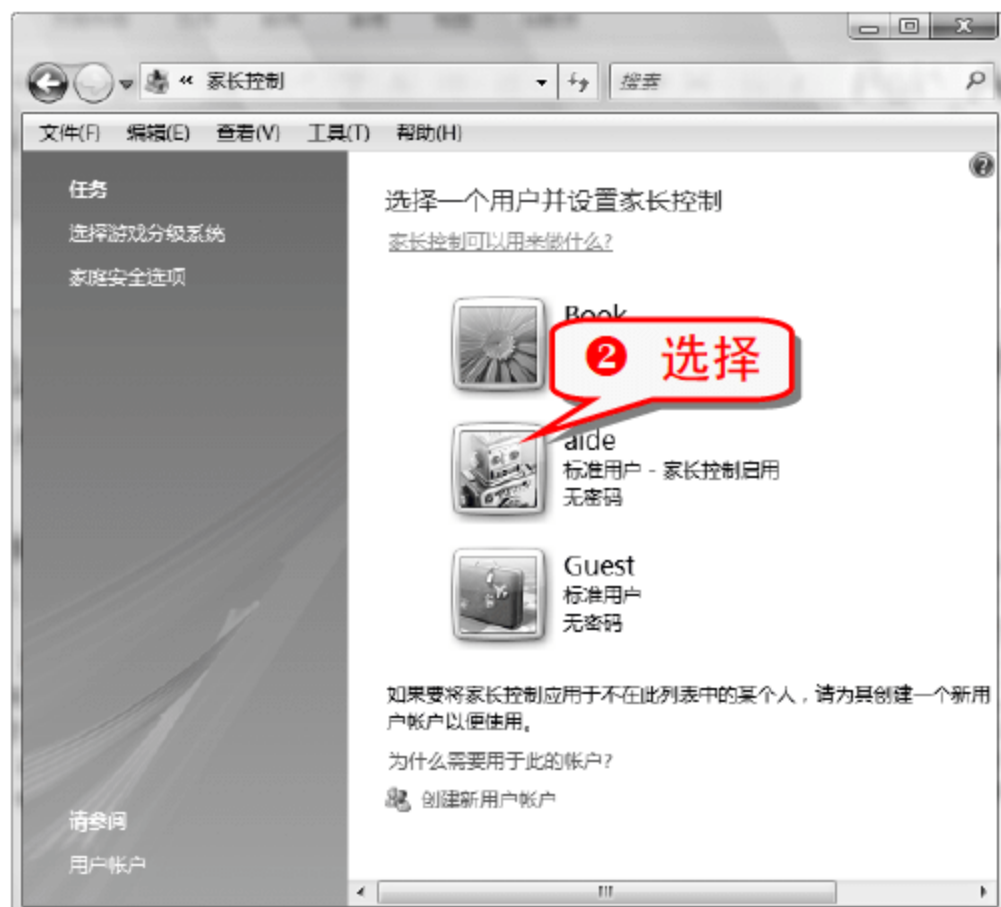 家长控制
搜索
文件(F) 编辑(E) 查看(V) 工具(T) 帮助(H)
任务
选择游戏分级系统
家庭安全选项
选择一个用户并设置家长控制
家长控制可以用来做什么?
Book
❷ 选择
aide
标准用户 - 家长控制启用
无密码
Guest
标准用户
无密码
如果要将家长控制应用于不在此列表中的某个人，请为其创建一个新用
户帐户以便使用。
为什么需要用于此的帐户?
创建新用户帐户
请参阅
用户帐户